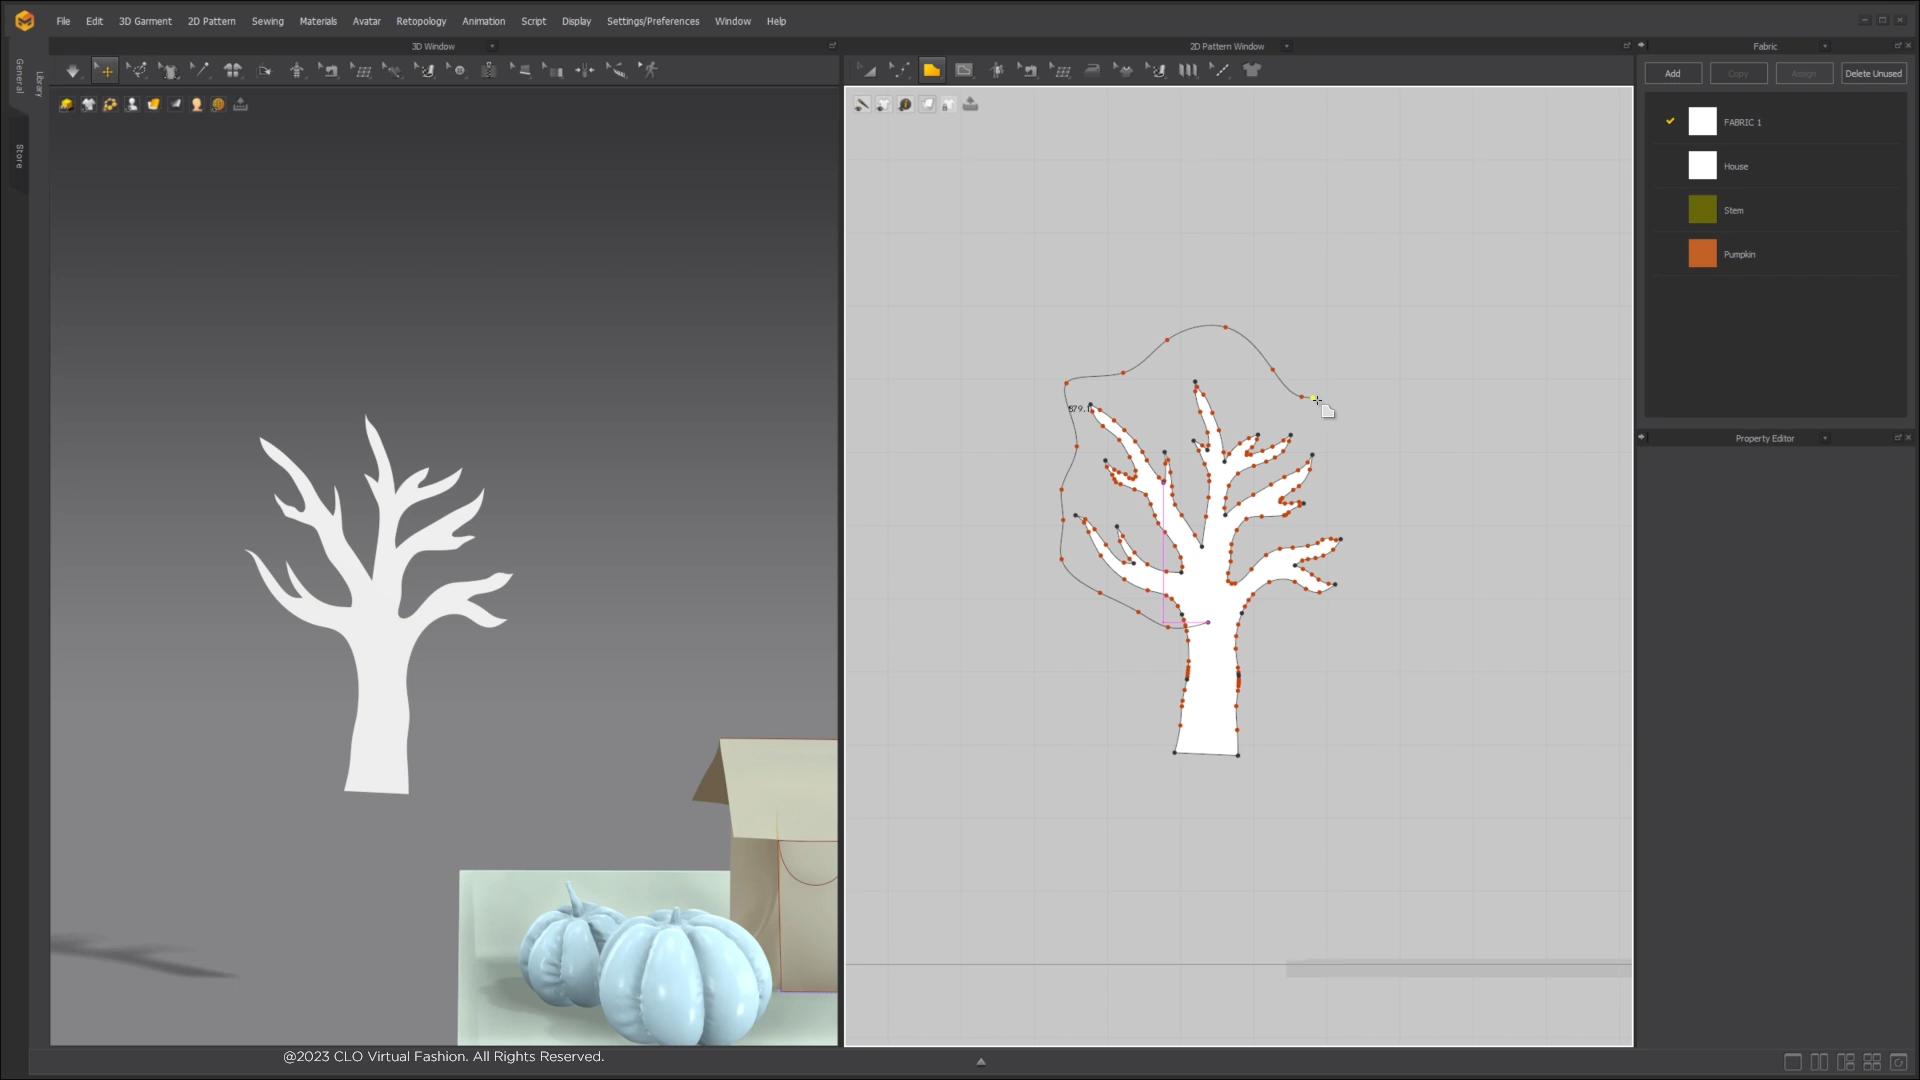 File Edit 3D Garment 2D Pattern Sewing Materials Avatar Retopology Animation Script Display Settings/Preferences Window Help
3D Window
2D Pattern Window
Fabric
General
Library
Store
Add Copy Assign Delete Unused
FABRIC 1
House
Stem
Pumpkin
Property Editor
@2023 CLO Virtual Fashion. All Rights Reserved.